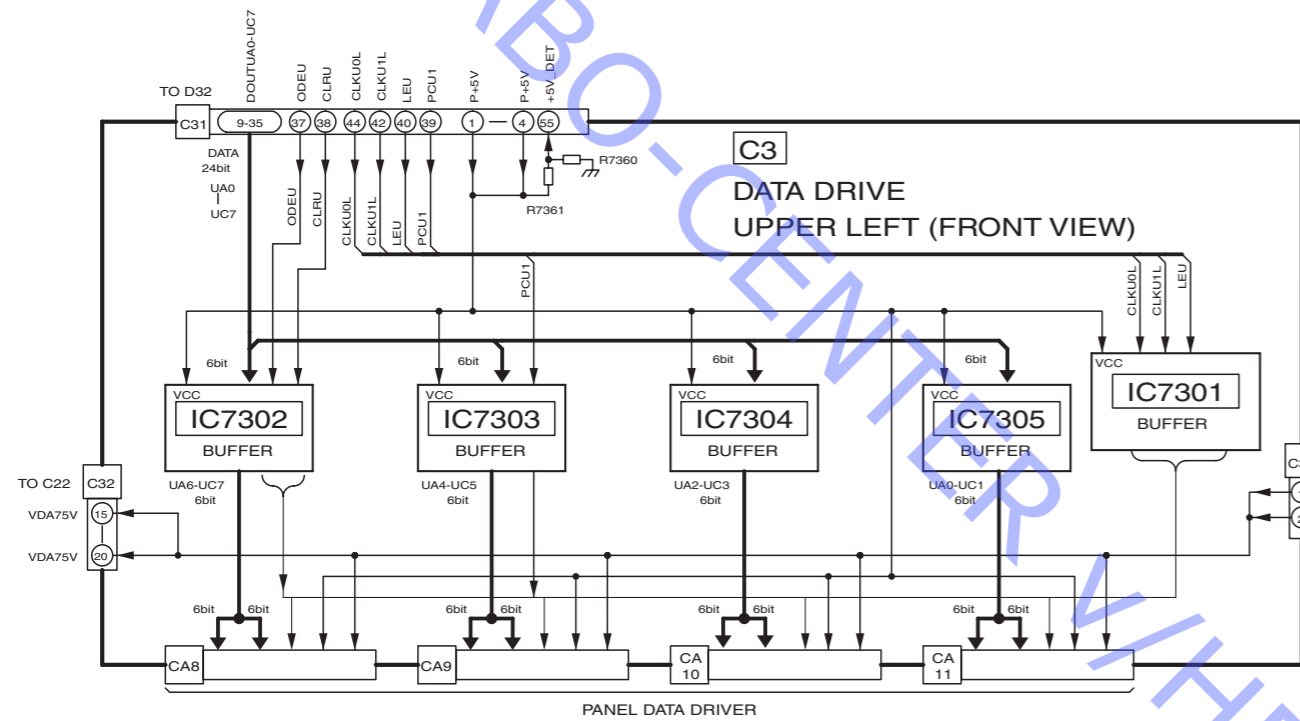 DOUTUA0-UC7
ODEU
CLRU
CLKU0L
CLKU1L
LEU
PCU1
P+5V
P+5V
+5V_DET
TO D32
C31
9-35
37
38
44
42
40
39
1
4
55
DATA
24bit
UA0
UC7
ODEU
CLRU
CLKU0L
CLKU1L
LEU
PCU1
R7360
R7361
C3
DATA DRIVE
UPPER LEFT (FRONT VIEW)
PCU1
CLKU0L
CLKU1L
LEU
6bit
6bit
6bit
6bit
VCC
IC7302
BUFFER
VCC
IC7303
BUFFER
VCC
IC7304
BUFFER
VCC
IC7305
BUFFER
VCC
IC7301
BUFFER
UA6-UC7
6bit
UA4-UC5
6bit
UA2-UC3
6bit
UA0-UC1
6bit
TO C22
C32
VDA75V
15
VDA75V
20
6bit
6bit
6bit
6bit
6bit
6bit
6bit
6bit
CA8
CA9
CA
10
CA
11
PANEL DATA DRIVER